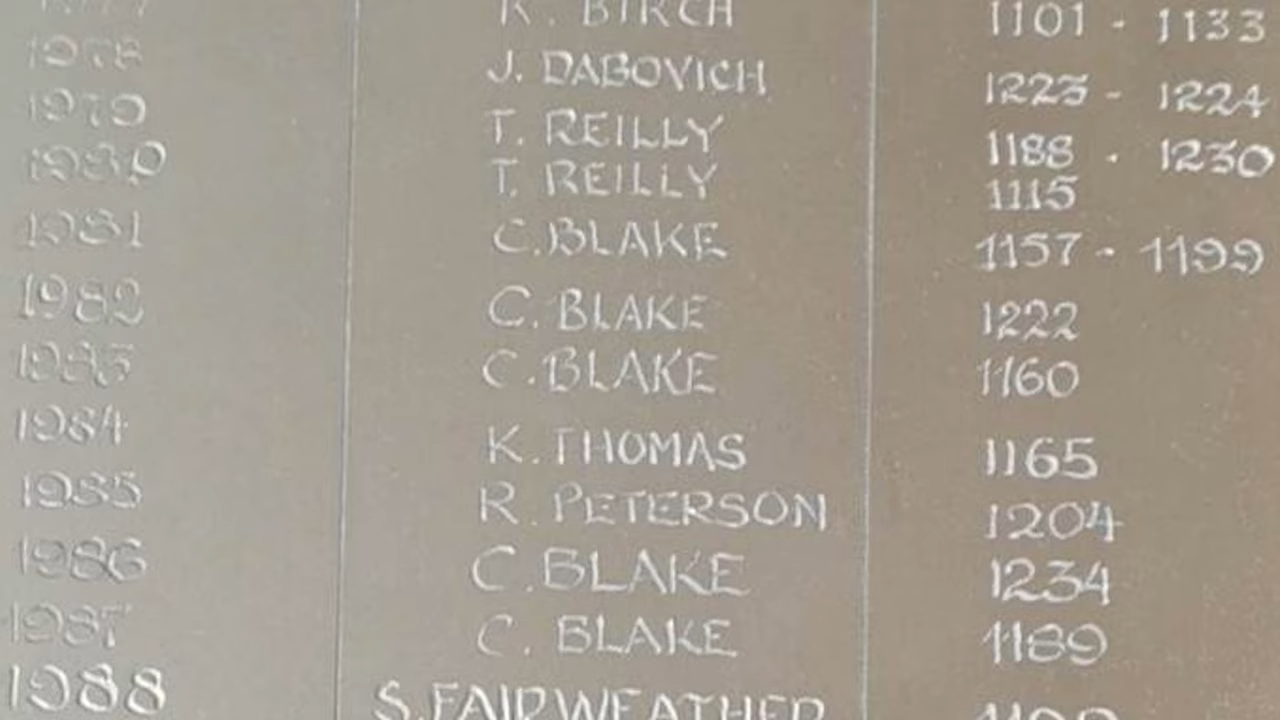 1977 K. BIRCH 1101 - 1133
1978 J. DABOVICH 1223 - 1224
1979 T. REILLY 1188 - 1230
1980 T. REILLY 1115
1981 C. BLAKE 1157 - 1199
1982 C. BLAKE 1222
1983 C. BLAKE 1160
1984 K. THOMAS 1165
1985 R. PETERSON 1204
1986 C. BLAKE 1234
1987 C. BLAKE 1189
1988 S. FAIRWEATHER